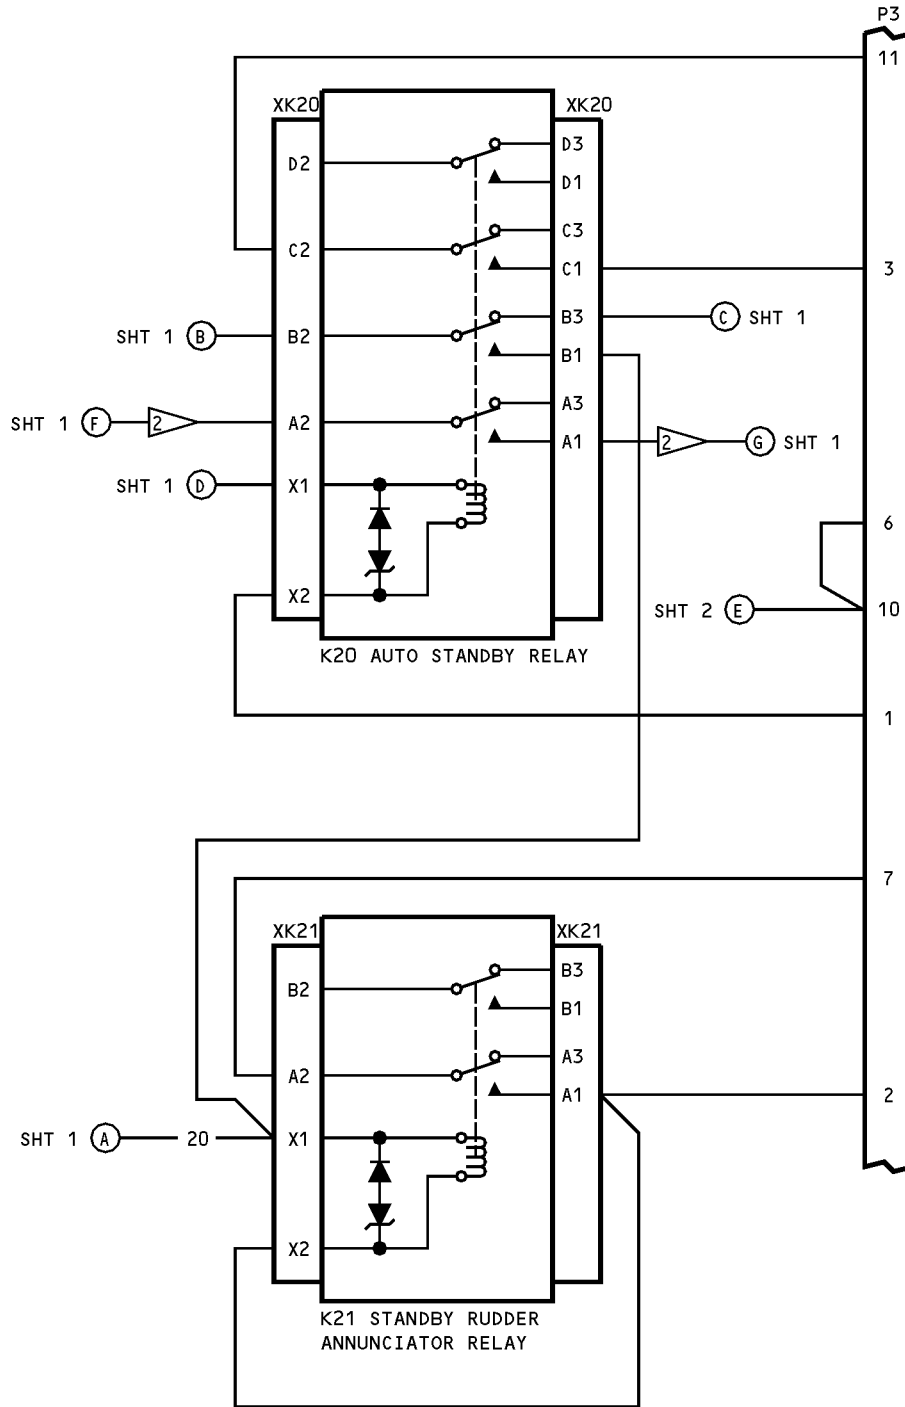 P3
11
XK20 XK20
D2 D3
D1
C2 C3
C1 3
SHT 1 B B2 B3 C SHT 1
B1
SHT 1 F 2 A2 A3
A1 2 G SHT 1
SHT 1 D X1
6
X2
SHT 2 E 10
K20 AUTO STANDBY RELAY
1
7
XK21 XK21
B2 B3
B1
A2 A3
A1 2
SHT 1 A 20 X1
X2
K21 STANDBY RUDDER
ANNUNCIATOR RELAY